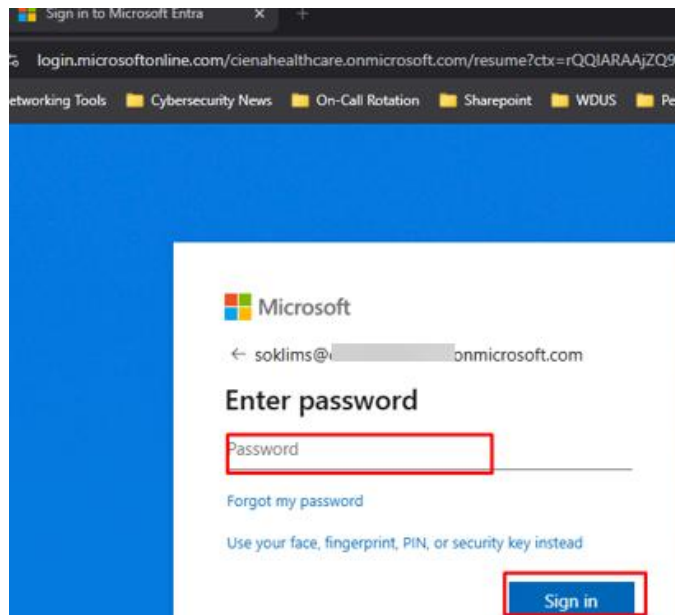 Sign in to Microsoft Entra
login.microsoftonline.com/cienahealthcare.onmicrosoft.com/resume?ctx=rQQIARAAjZQ9
etworking Tools Cybersecurity News On-Call Rotation Sharepoint WDUS Pe
Microsoft
← soklims@ onmicrosoft.com
Enter password
Password
Forgot my password
Use your face, fingerprint, PIN, or security key instead
Sign in